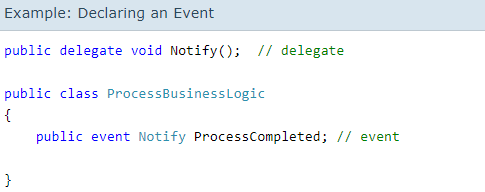 Example: Declaring an Event
public delegate void Notify();  // delegate
public class ProcessBusinessLogic
{
    public event Notify ProcessCompleted; // event
}